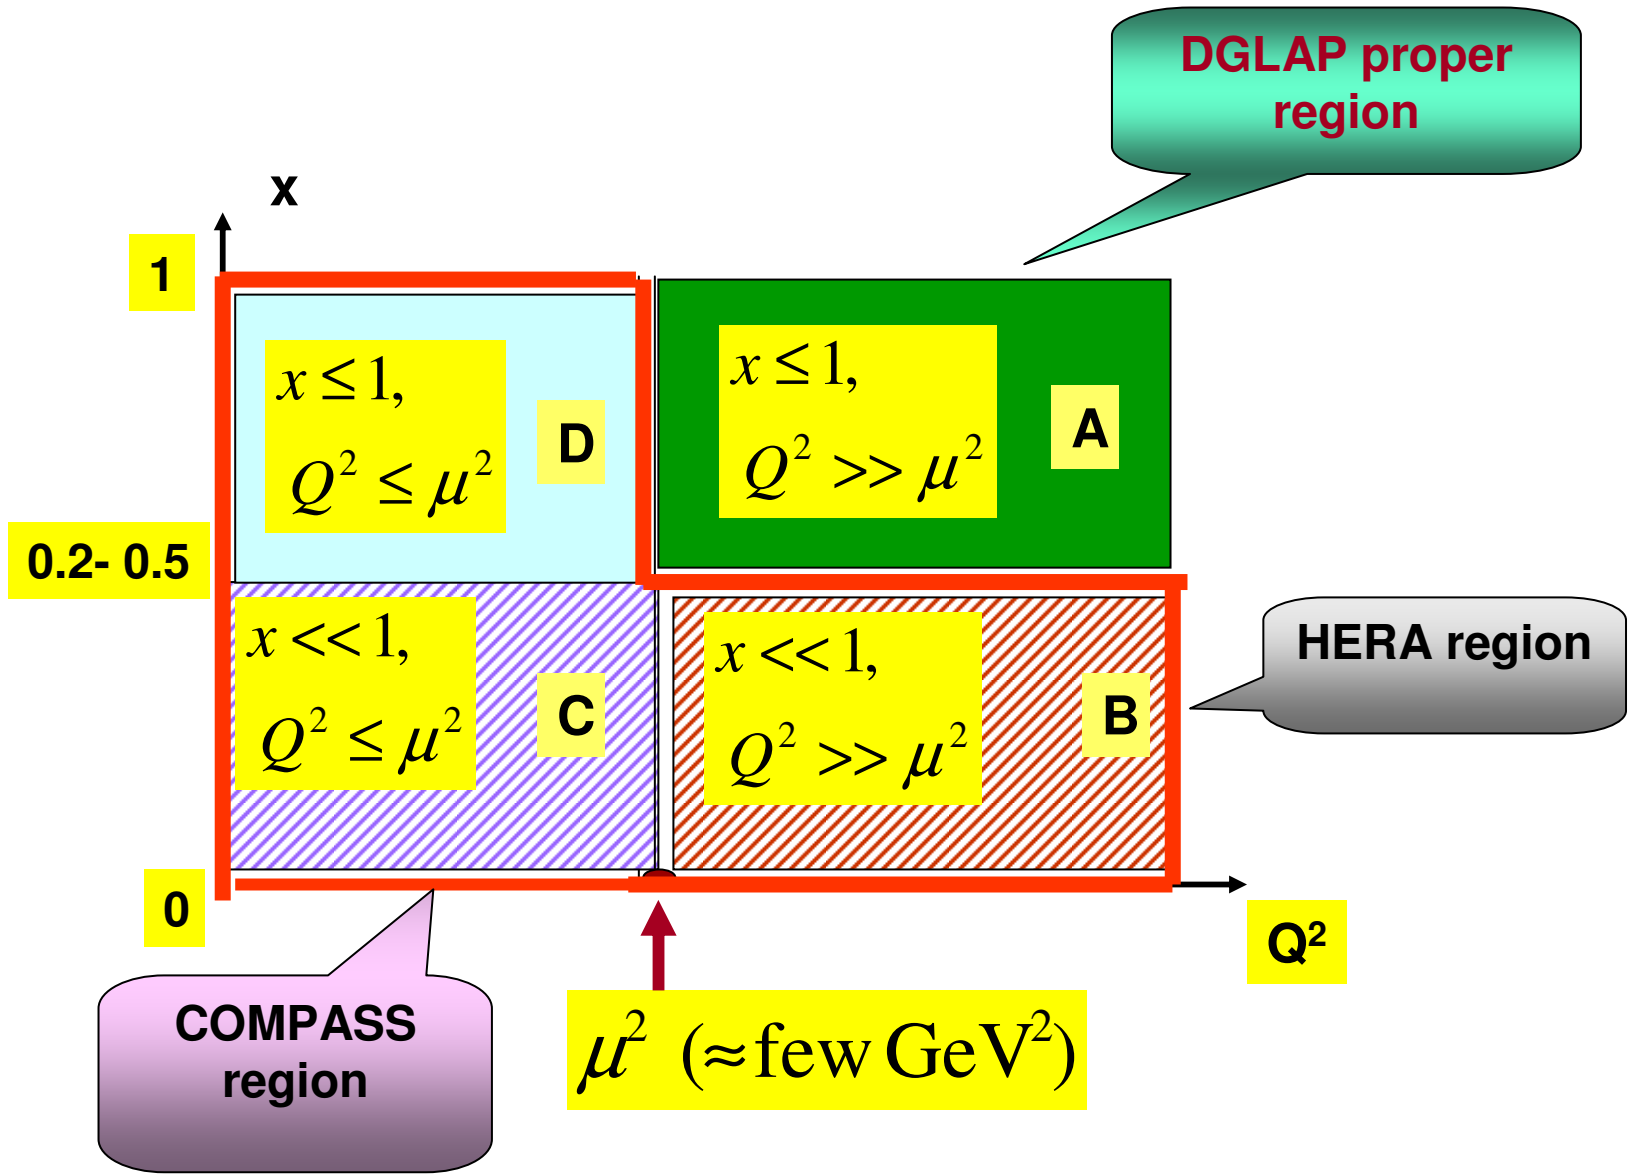 DGLAP proper
region
x
1
x ≤ 1,
Q² ≤ μ²
D
x ≤ 1,
Q² >> μ²
A
0.2- 0.5
x << 1,
Q² ≤ μ²
C
x << 1,
Q² >> μ²
B
HERA region
0
Q²
COMPASS
region
μ² (≈ few GeV²)